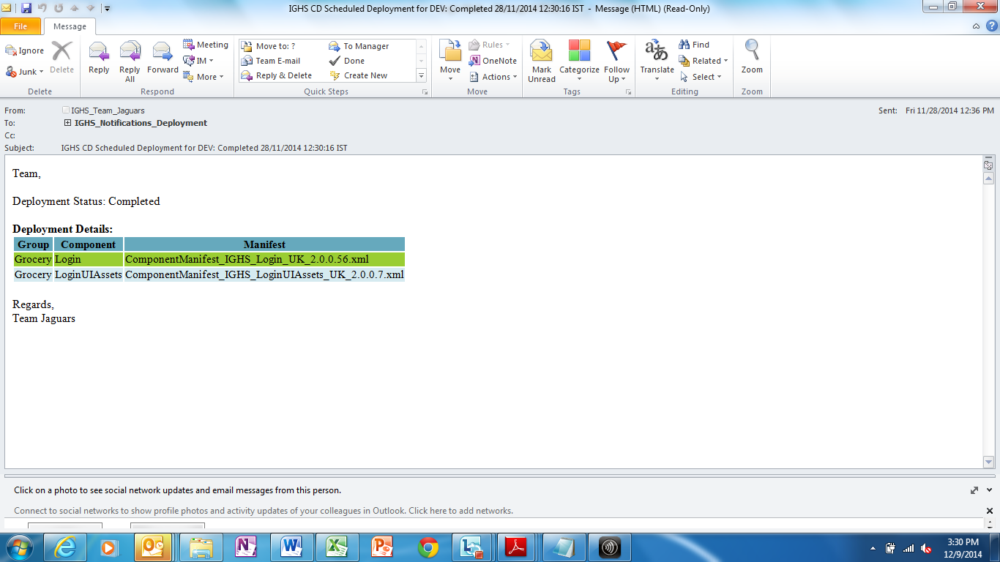 IGHS CD Scheduled Deployment for DEV: Completed 28/11/2014 12:30:16 IST - Message (HTML) (Read-Only)
File Message
Ignore
Junk
Delete
Delete
Reply
Reply All
Forward
Meeting
IM
More
Respond
Move to: ?
To Manager
Team E-mail
Done
Reply & Delete
Create New
Quick Steps
Move
Rules
OneNote
Actions
Move
Mark Unread
Categorize
Follow Up
Tags
Translate
Find
Related
Select
Editing
Zoom
Zoom
From: IGHS_Team_Jaguars Sent: Fri 11/28/2014 12:36 PM
To: IGHS_Notifications_Deployment
Cc:
Subject: IGHS CD Scheduled Deployment for DEV: Completed 28/11/2014 12:30:16 IST
Team,
Deployment Status: Completed
Deployment Details:
Group Component Manifest
Grocery Login ComponentManifest_IGHS_Login_UK_2.0.0.56.xml
Grocery LoginUIAssets ComponentManifest_IGHS_LoginUIAssets_UK_2.0.0.7.xml
Regards,
Team Jaguars
Click on a photo to see social network updates and email messages from this person.
Connect to social networks to show profile photos and activity updates of your colleagues in Outlook. Click here to add networks.
3:30 PM
12/9/2014